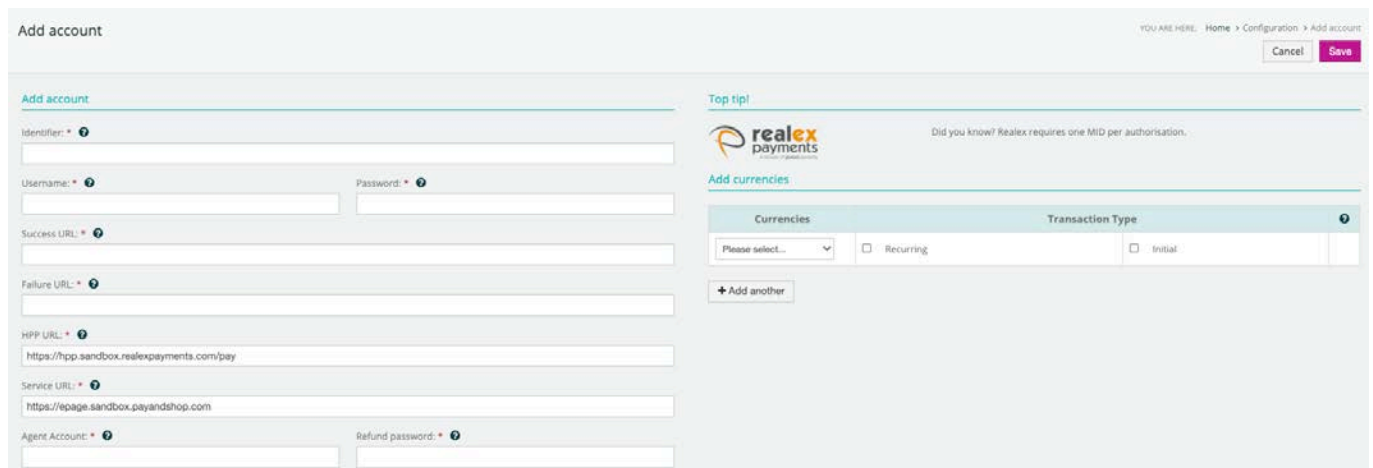 Add account
YOU ARE HERE: Home > Configuration > Add account
Cancel Save
Add account
Identifier: *
Username: * Password: *
Success URL: *
Failure URL: *
HPP URL: *
https://hpp.sandbox.realexpayments.com/pay
Service URL: *
https://epage.sandbox.payandshop.com
Agent Account: * Refund password: *
Top tip!
realex
payments
Did you know? Realex requires one MID per authorisation.
Add currencies
Currencies Transaction Type
Please select... Recurring Initial
+ Add another